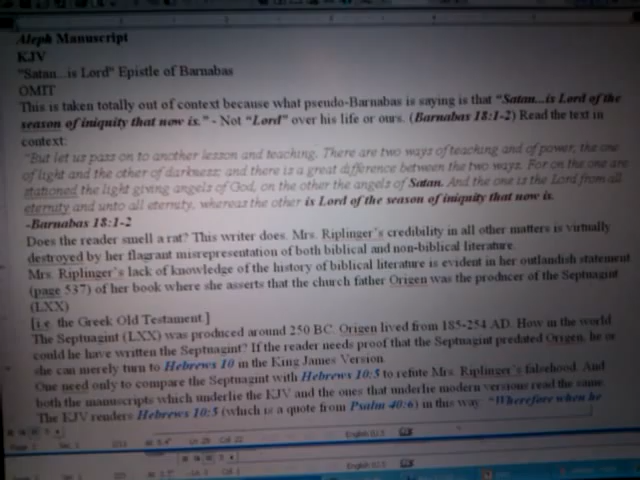 Aleph Manuscript
KJV
"Satan...is Lord" Epistle of Barnabas
OMIT
This is taken totally out of context because what pseudo-Barnabas is saying is that "Satan...is Lord of the
season of iniquity that now is." - Not "Lord" over his life or ours. (Barnabas 18:1-2) Read the text in
context:
"But let us pass on to another lesson and teaching. There are two ways of teaching and of power, the one
of light and the other of darkness; and there is a great difference between the two ways. For on the one are
stationed the light giving angels of God, on the other the angels of Satan. And the one is the Lord from all
eternity and unto all eternity, whereas the other is Lord of the season of iniquity that now is.
-Barnabas 18:1-2
Does the reader smell a rat? This writer does. Mrs. Riplinger's credibility in all other matters is virtually
destroyed by her flagrant misrepresentation of both biblical and non-biblical literature.
Mrs. Riplinger's lack of knowledge of the history of biblical literature is evident in her outlandish statement
(page 537) of her book where she asserts that the church father Origen was the producer of the Septuagint
(LXX)
[i.e. the Greek Old Testament.]
The Septuagint (LXX) was produced around 250 BC. Origen lived from 185-254 AD. How in the world
could he have written the Septuagint? If the reader needs proof that the Septuagint predated Origen, he or
she can merely turn to Hebrews 10 in the King James Version.
One need only to compare the Septuagint with Hebrews 10:5 to refute Mrs. Riplinger's falsehood. And
both the manuscripts which underlie the KJV and the ones that underlie modern versions read the same.
The KJV renders Hebrews 10:5 (which is a quote from Psalm 40:6) in this way: "Wherefore when he
English (U.S.
English (U.S.